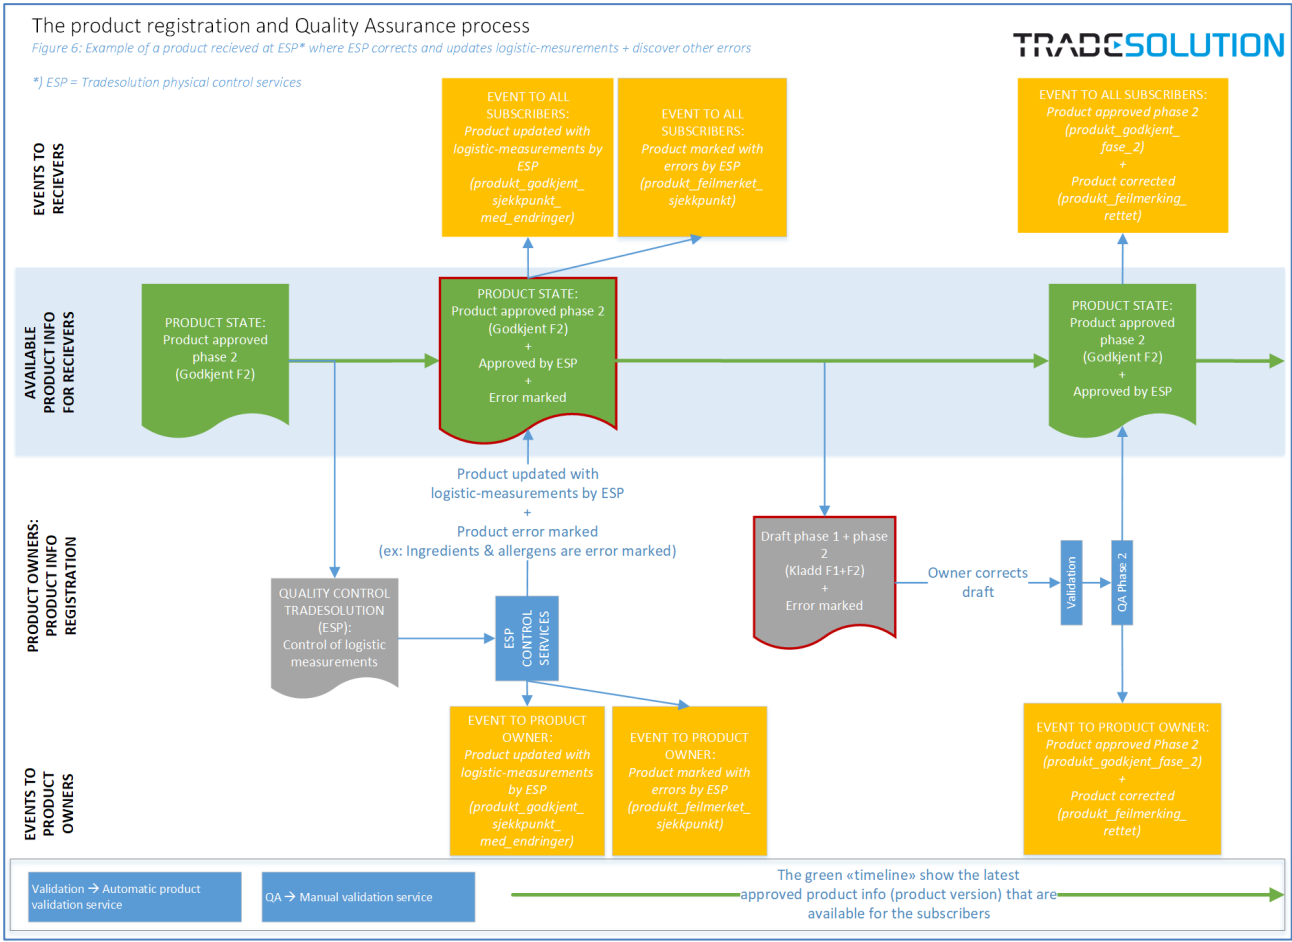 The product registration and Quality Assurance process
Figure 6: Example of a product recieved at ESP* where ESP corrects and updates logistic-mesurements + discover other errors
*) ESP = Tradesolution physical control services
TRADESOLUTION
EVENTS TO
RECIEVERS
EVENT TO ALL
SUBSCRIBERS:
Product updated with
logistic-measurements by
ESP
(produkt_godkjent_
sjekkpunkt_
med_endringer)
EVENT TO ALL
SUBSCRIBERS:
Product marked with
errors by ESP
(produkt_feilmerket_
sjekkpunkt)
EVENT TO ALL SUBSCRIBERS:
Product approved phase 2
(produkt_godkjent_
fase_2)
+
Product corrected
(produkt_feilmerking_
rettet)
AVAILABLE
PRODUCT INFO
FOR RECIEVERS
PRODUCT STATE:
Product approved
phase 2
(Godkjent F2)
PRODUCT STATE:
Product approved phase 2
(Godkjent F2)
+
Approved by ESP
+
Error marked
PRODUCT STATE:
Product approved
phase 2
(Godkjent F2)
+
Approved by ESP
PRODUCT OWNERS:
PRODUCT INFO
REGISTRATION
Product updated with
logistic-measurements by ESP
+
Product error marked
(ex: Ingredients & allergens are error marked)
QUALITY CONTROL
TRADESOLUTION
(ESP):
Control of logistic
measurements
ESP
CONTROL
SERVICES
Draft phase 1 + phase
2
(Kladd F1+F2)
+
Error marked
Owner corrects
draft
Validation
QA Phase 2
EVENTS TO
PRODUCT
OWNERS
EVENT TO PRODUCT
OWNER:
Product updated with
logistic-measurements
by ESP
(produkt_godkjent_
sjekkpunkt_
med_endringer)
EVENT TO PRODUCT
OWNER:
Product marked with
errors by ESP
(produkt_feilmerket_
sjekkpunkt)
EVENT TO PRODUCT OWNER:
Product approved Phase 2
(produkt_godkjent_fase_2)
+
Product corrected
(produkt_feilmerking_
rettet)
Validation → Automatic product
validation service
QA → Manual validation service
The green «timeline» show the latest
approved product info (product version) that are
available for the subscribers